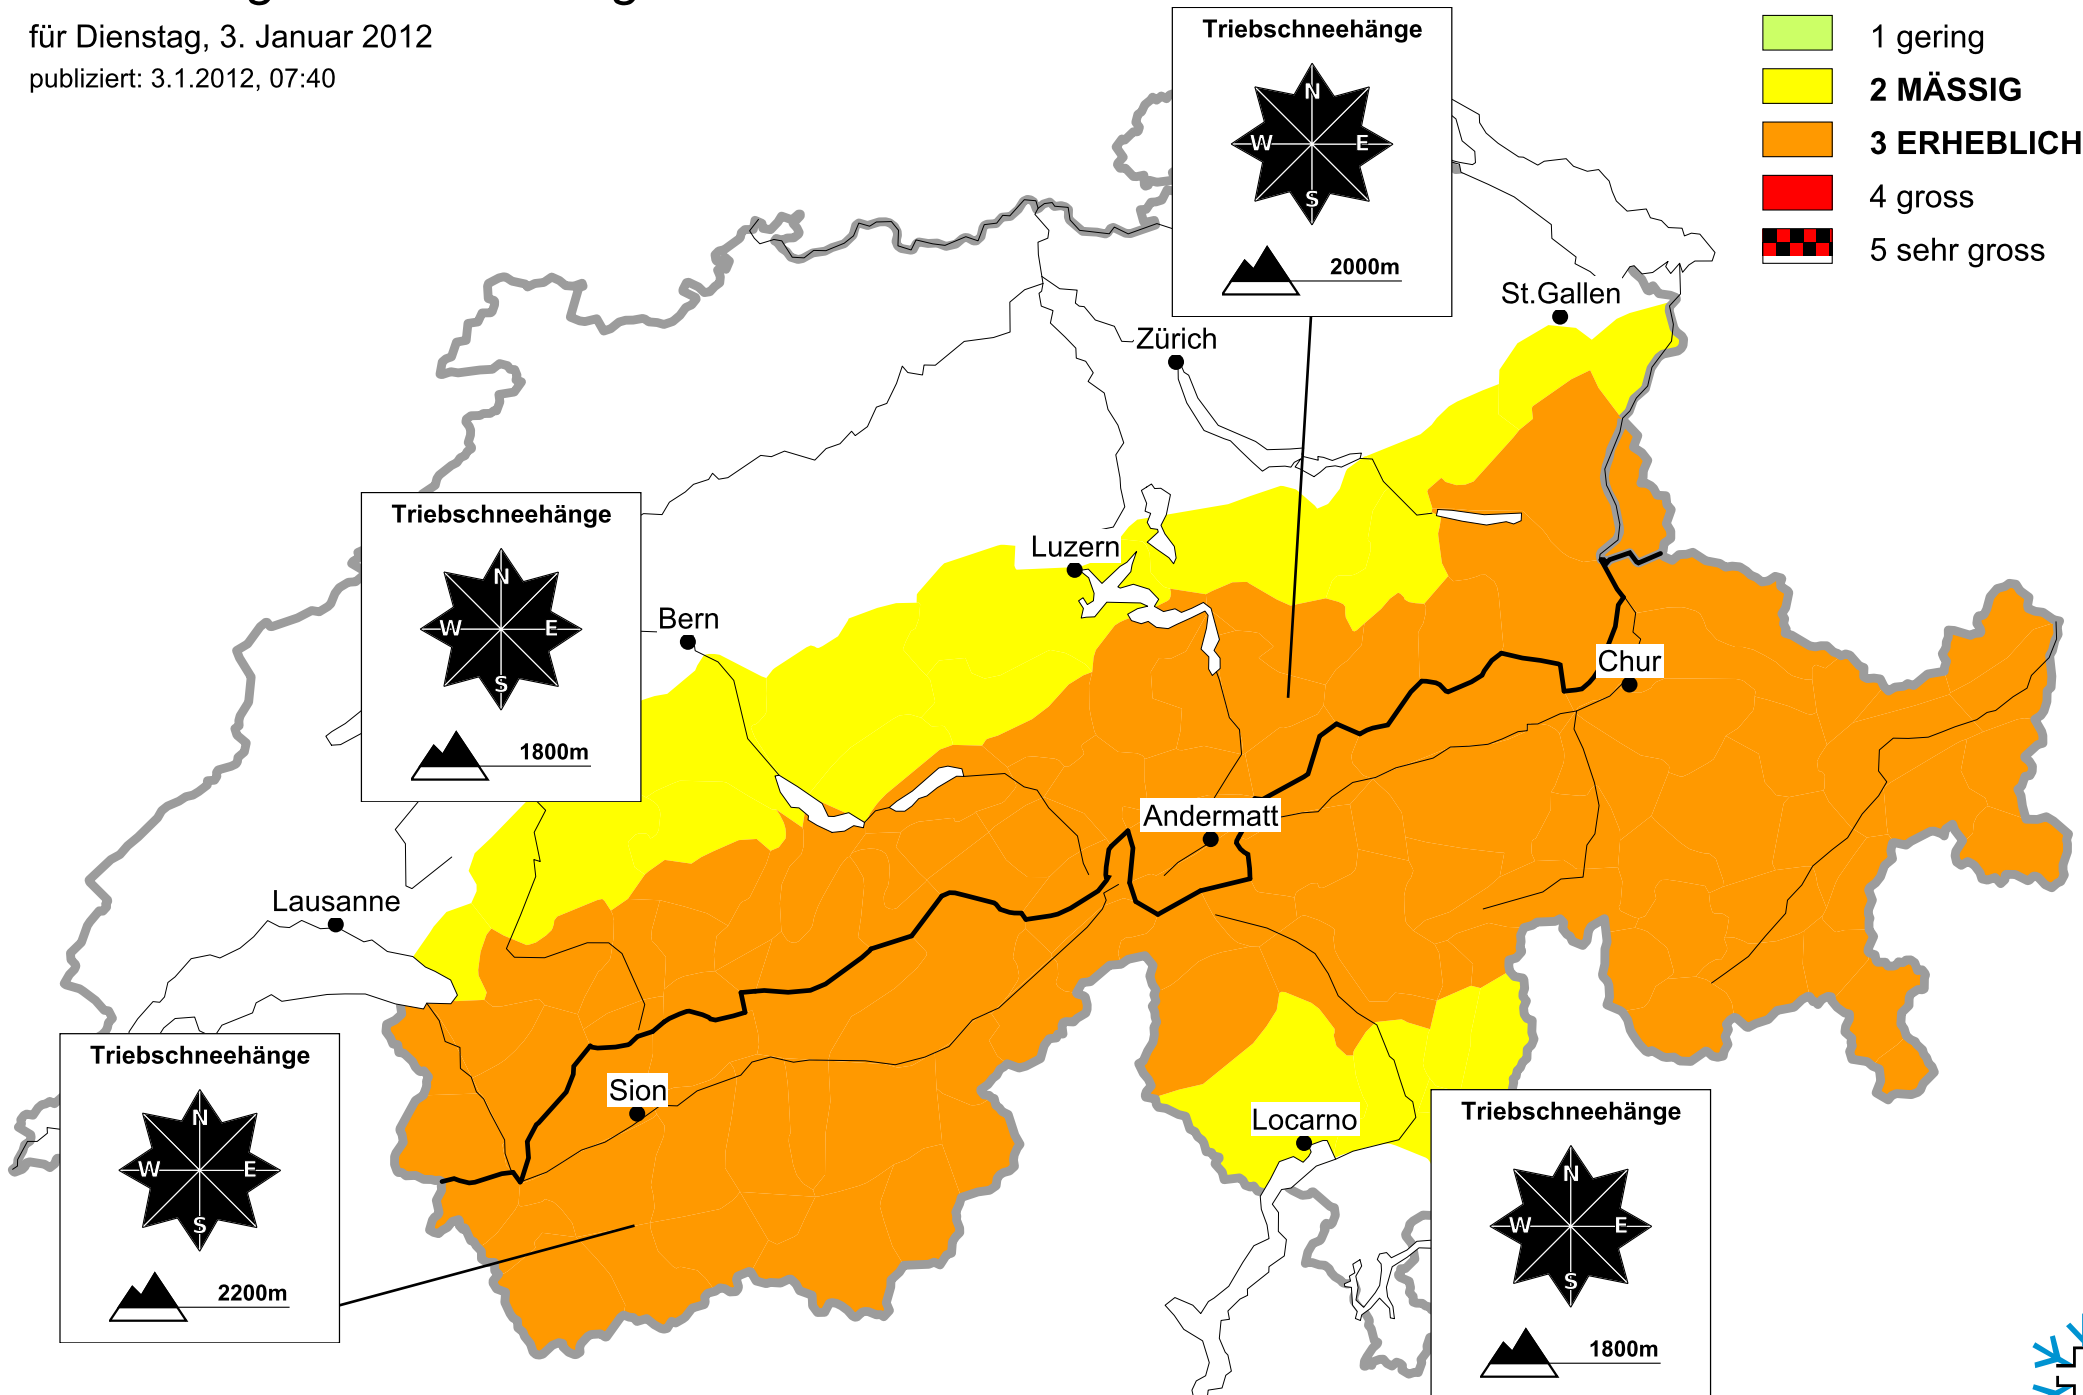 für Dienstag, 3. Januar 2012
publiziert: 3.1.2012, 07:40
Triebschneehänge
N
W E
S
2000m
1 gering
2 MÄSSIG
3 ERHEBLICH
4 gross
5 sehr gross
St.Gallen
Zürich
Triebschneehänge
N
W E
S
1800m
Luzern
Bern
Chur
Andermatt
Lausanne
Triebschneehänge
N
W E
S
2200m
Sion
Locarno
Triebschneehänge
N
W E
S
1800m